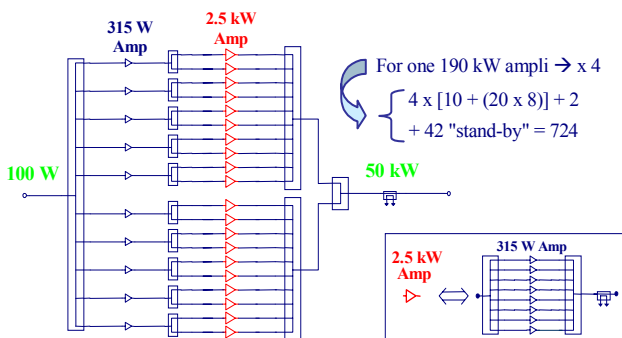 315 W
Amp
2.5 kW
Amp
For one 190 kW ampli → x 4
4 x [10 + (20 x 8)] + 2
+ 42 "stand-by" = 724
100 W
50 kW
2.5 kW
Amp
315 W Amp